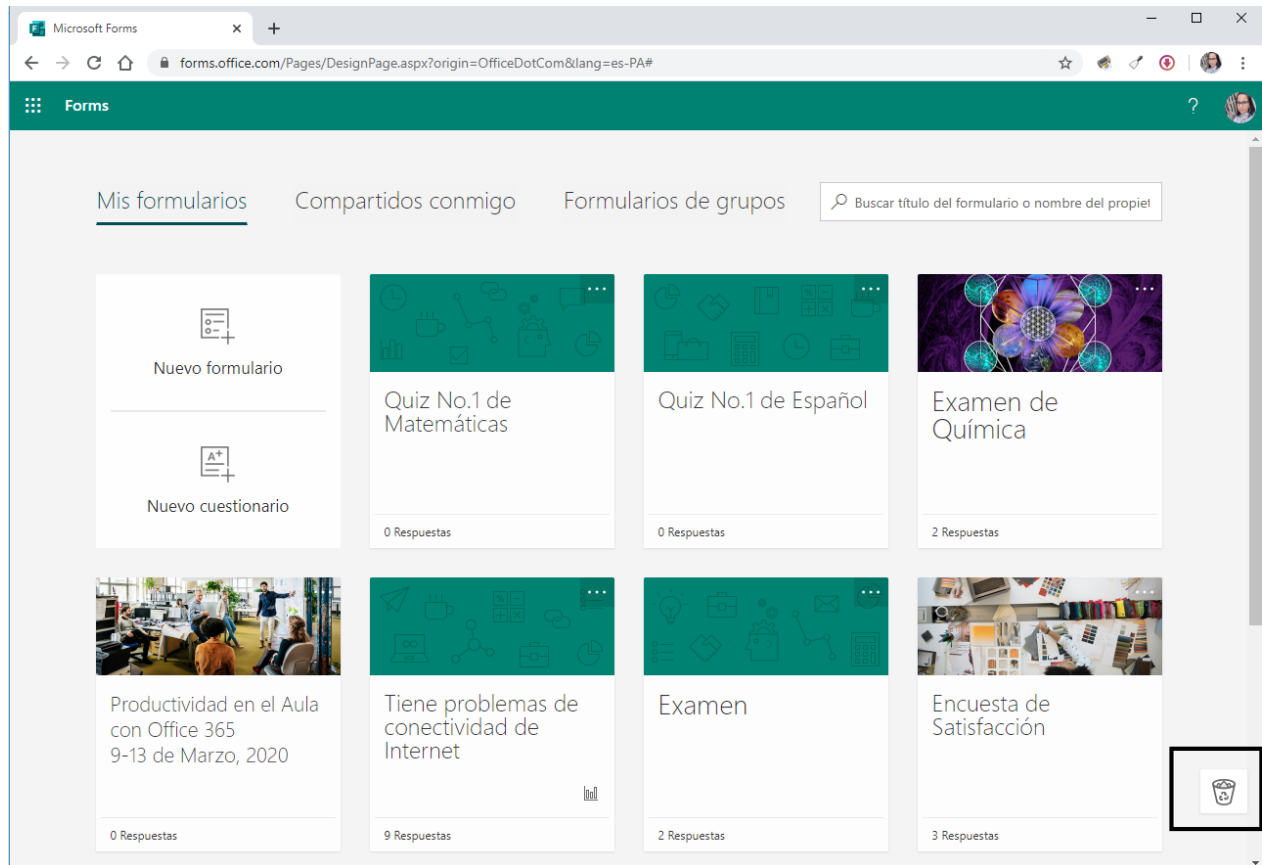 Microsoft Forms
forms.office.com/Pages/DesignPage.aspx?origin=OfficeDotCom&lang=es-PA#
Forms
?
Mis formularios Compartidos conmigo Formularios de grupos Buscar título del formulario o nombre del propiet
Nuevo formulario
A+
Nuevo cuestionario
Quiz No.1 de
Matemáticas
0 Respuestas
Quiz No.1 de Español
0 Respuestas
Examen de
Química
2 Respuestas
Productividad en el Aula
con Office 365
9-13 de Marzo, 2020
0 Respuestas
Tiene problemas de
conectividad de
Internet
9 Respuestas
Examen
2 Respuestas
Encuesta de
Satisfacción
3 Respuestas